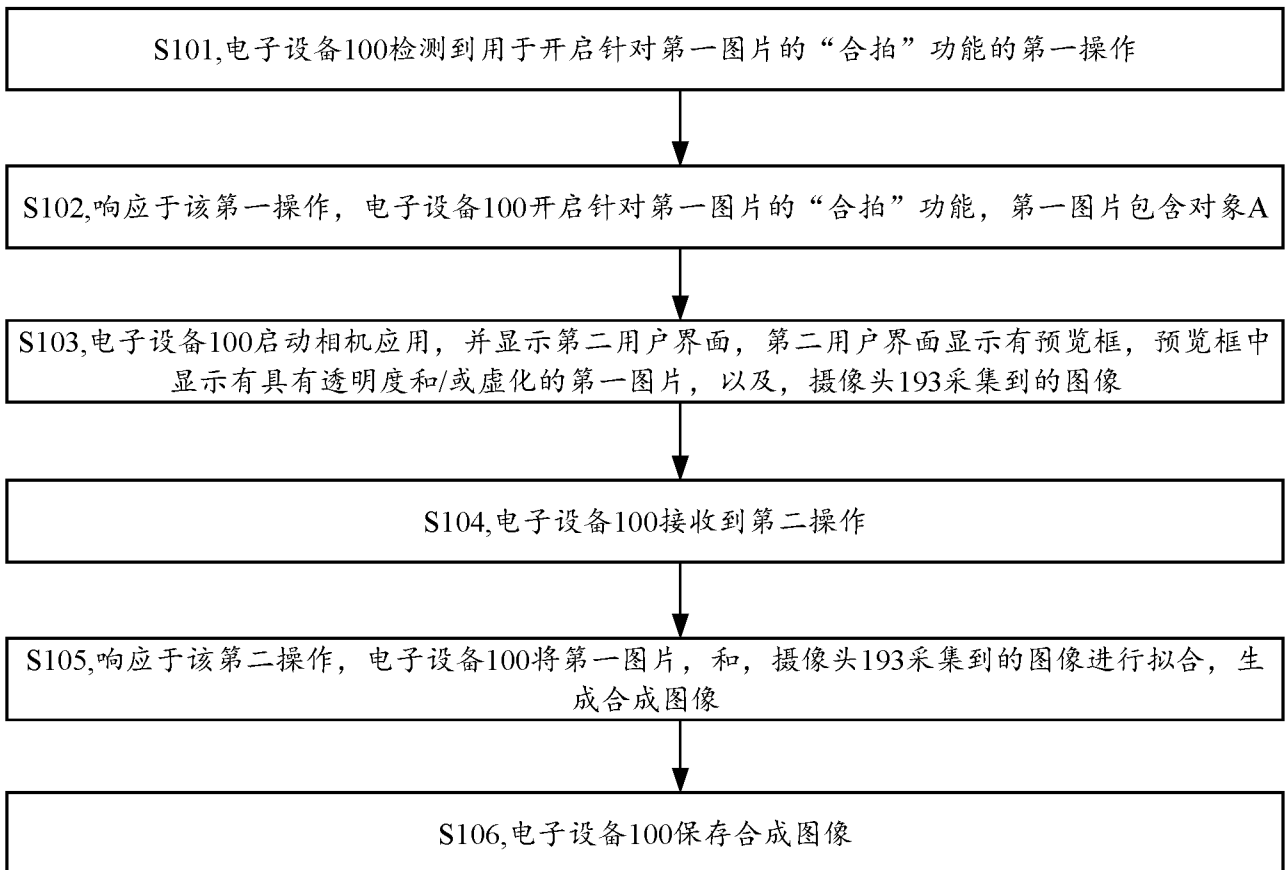 S101,电子设备100检测到用于开启针对第一图片的“合拍”功能的第一操作
S102,响应于该第一操作，电子设备100开启针对第一图片的“合拍”功能，第一图片包含对象A
S103,电子设备100启动相机应用，并显示第二用户界面，第二用户界面显示有预览框，预览框中
显示有具有透明度和/或虚化的第一图片，以及，摄像头193采集到的图像
S104,电子设备100接收到第二操作
S105,响应于该第二操作，电子设备100将第一图片，和，摄像头193采集到的图像进行拟合，生
成合成图像
S106,电子设备100保存合成图像